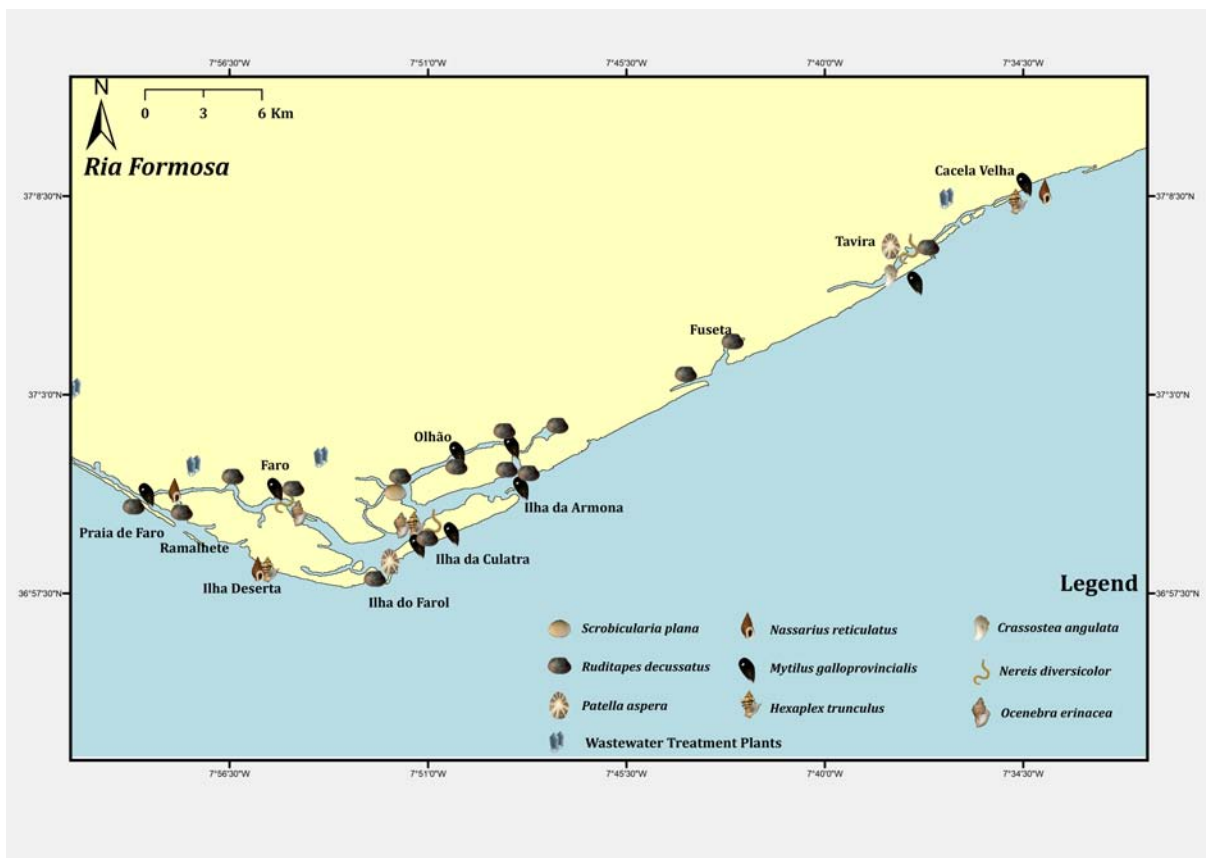 7°56'30"W 7°51'0"W 7°45'30"W 7°40'0"W 7°34'30"W
N
0 3 6 Km
Ria Formosa
Cacela Velha
37°8'30"N 37°8'30"N
Tavira
Fuseta
37°3'0"N 37°3'0"N
Olhão
Faro
Ilha da Armona
Praia de Faro
Ramalhete
Ilha da Culatra
Ilha Deserta
Ilha do Farol
Legend
36°57'30"N 36°57'30"N
Scrobicularia plana Nassarius reticulatus Crassostea angulata
Ruditapes decussatus Mytilus galloprovincialis Nereis diversicolor
Patella aspera Hexaplex trunculus Ocenebra erinacea
Wastewater Treatment Plants
7°56'30"W 7°51'0"W 7°45'30"W 7°40'0"W 7°34'30"W